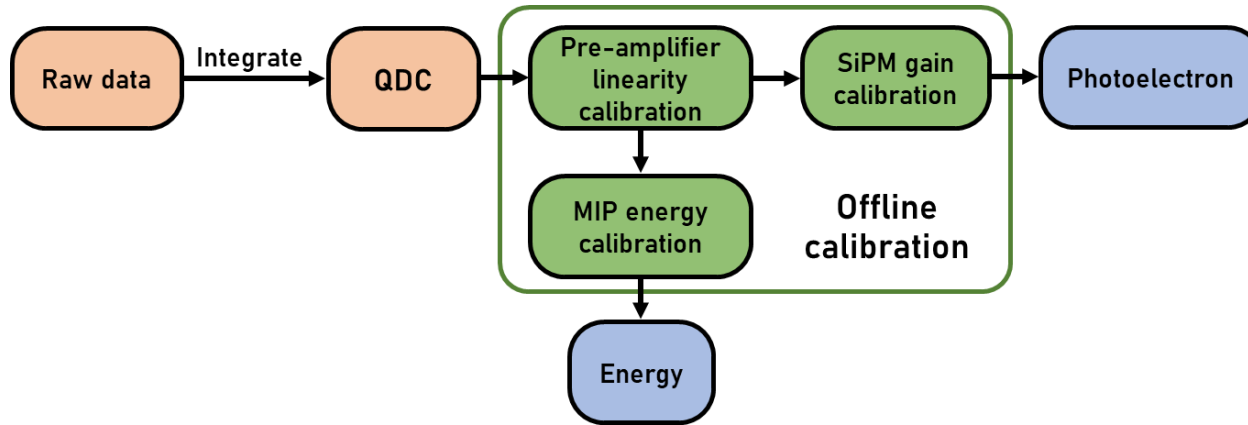 Raw data
Integrate
QDC
Pre-amplifier
linearity
calibration
SiPM gain
calibration
Photoelectron
MIP energy
calibration
Offline
calibration
Energy